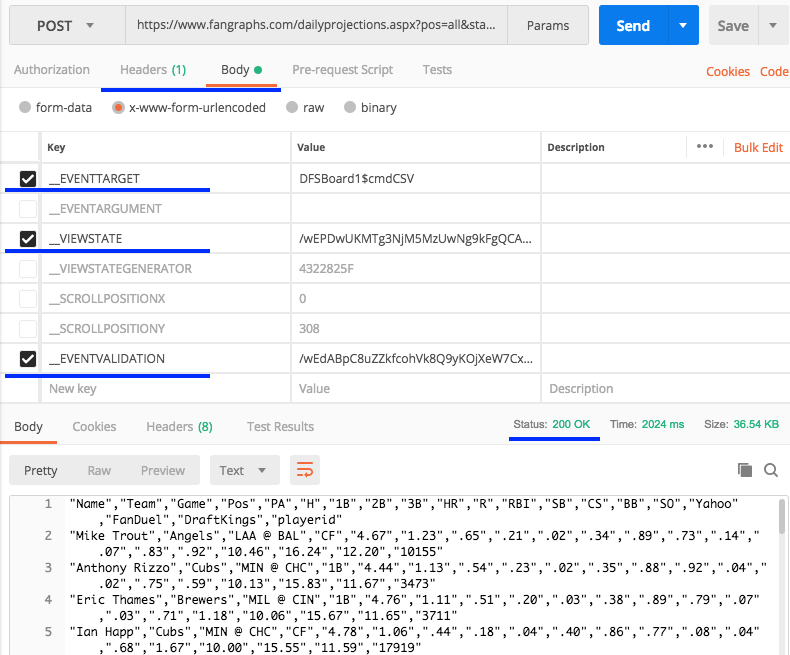 POST https://www.fangraphs.com/dailyprojections.aspx?pos=all&sta... Params Send Save
Authorization Headers (1) Body Pre-request Script Tests Cookies Code
form-data x-www-form-urlencoded raw binary
Key Value Description ••• Bulk Edit
__EVENTTARGET DFSBoard1$cmdCSV
__EVENTARGUMENT
__VIEWSTATE /wEPDwUKMTg3NjM5MzUwNg9kFgQCA...
__VIEWSTATEGENERATOR 4322825F
__SCROLLPOSITIONX 0
__SCROLLPOSITIONY 308
__EVENTVALIDATION /wEdABpC8uZZkfcohVk8Q9yKOjXeW7Cx...
New key Value Description
Body Cookies Headers (8) Test Results Status: 200 OK Time: 2024 ms Size: 36.54 KB
Pretty Raw Preview Text
1 "Name","Team","Game","Pos","PA","H","1B","2B","3B","HR","R","RBI","SB","CS","BB","SO","Yahoo"
,"FanDuel","DraftKings","playerid"
2 "Mike Trout","Angels","LAA @ BAL","CF","4.67","1.23",".65",".21",".02",".34",".89",".73",".14","
.07",".83",".92","10.46","16.24","12.20","10155"
3 "Anthony Rizzo","Cubs","MIN @ CHC","1B","4.44","1.13",".54",".23",".02",".35",".88",".92",".04","
.02",".75",".59","10.13","15.83","11.67","3473"
4 "Eric Thames","Brewers","MIL @ CIN","1B","4.76","1.11",".51",".20",".03",".38",".89",".79",".07"
,".03",".71","1.18","10.06","15.67","11.65","3711"
5 "Ian Happ","Cubs","MIN @ CHC","CF","4.78","1.06",".44",".18",".04",".40",".86",".77",".08",".04"
,".68","1.67","10.00","15.55","11.59","17919"